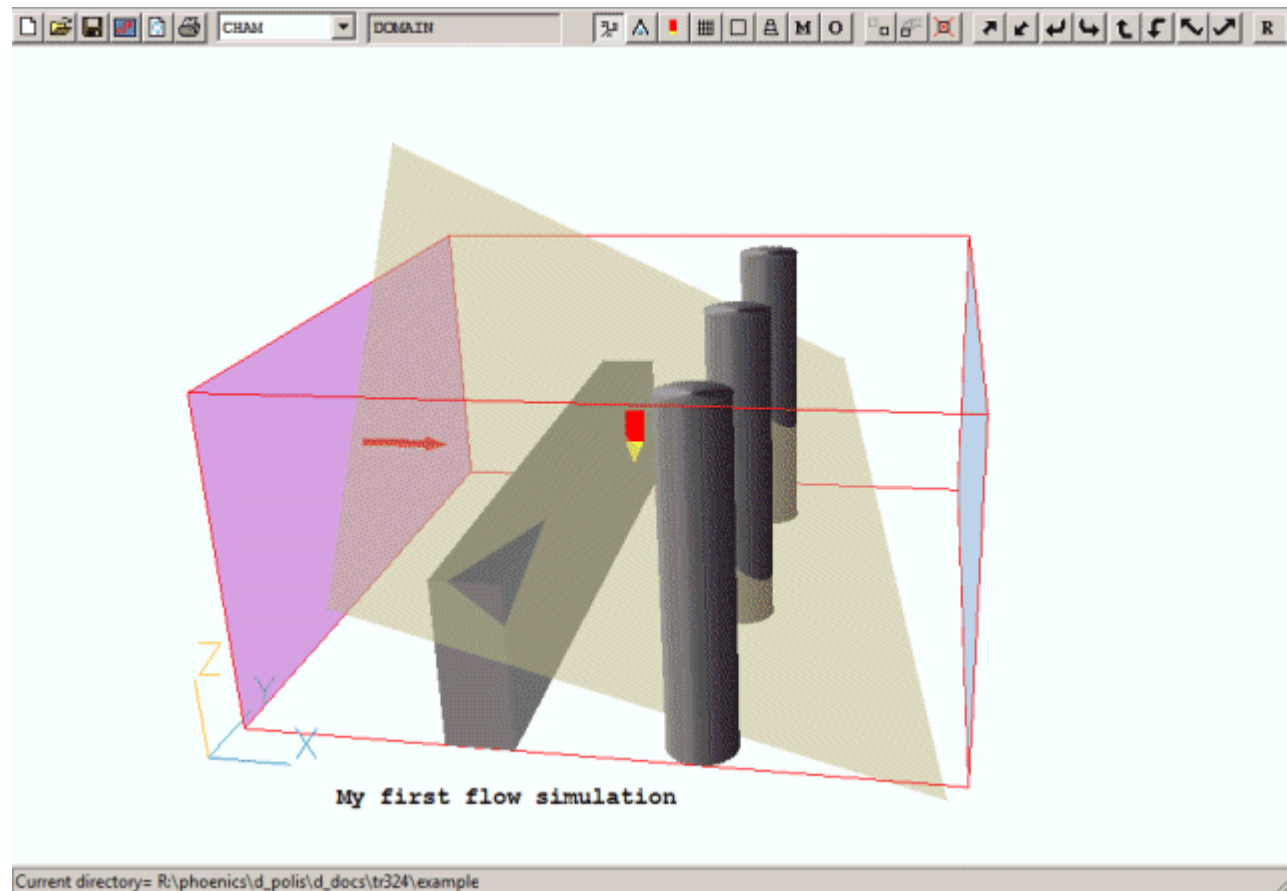 CHAM DOMAIN M O R
Z
Y
X
My first flow simulation
Current directory= R:\phoenics\d_polis\d_docs\tr324\example